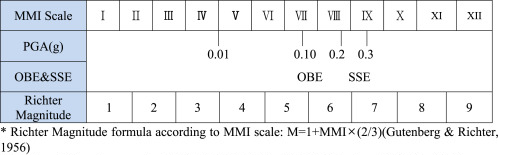 MMI Scale Ⅰ Ⅱ Ⅲ Ⅳ Ⅴ Ⅵ Ⅶ Ⅷ Ⅸ Ⅹ XI XII
PGA(g) 0.01 0.10 0.2 0.3
OBE&SSE OBE SSE
Richter
Magnitude 1 2 3 4 5 6 7 8 9
* Richter Magnitude formula according to MMI scale: M=1+MMI×(2/3)(Gutenberg & Richter,
1956)